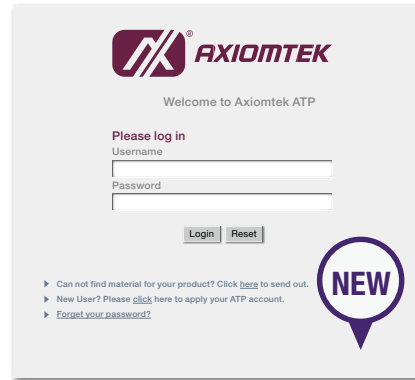 AXIOMTEK®
Welcome to Axiomtek ATP
Please log in
Username
Password
Login Reset
Can not find material for your product? Click here to send out.
New User? Please click here to apply your ATP account.
Forget your password?
NEW